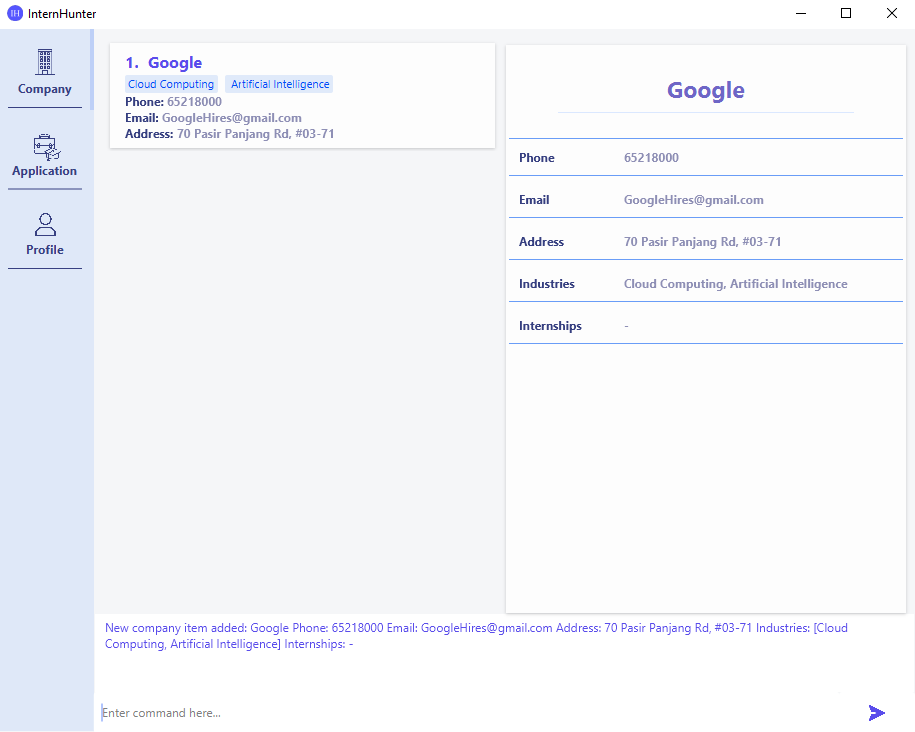 IH InternHunter
Company
Application
Profile
1. Google
Cloud Computing Artificial Intelligence
Phone: 65218000
Email: GoogleHires@gmail.com
Address: 70 Pasir Panjang Rd, #03-71
Google
Phone 65218000
Email GoogleHires@gmail.com
Address 70 Pasir Panjang Rd, #03-71
Industries Cloud Computing, Artificial Intelligence
Internships -
New company item added: Google Phone: 65218000 Email: GoogleHires@gmail.com Address: 70 Pasir Panjang Rd, #03-71 Industries: [Cloud
Computing, Artificial Intelligence] Internships: -
Enter command here...